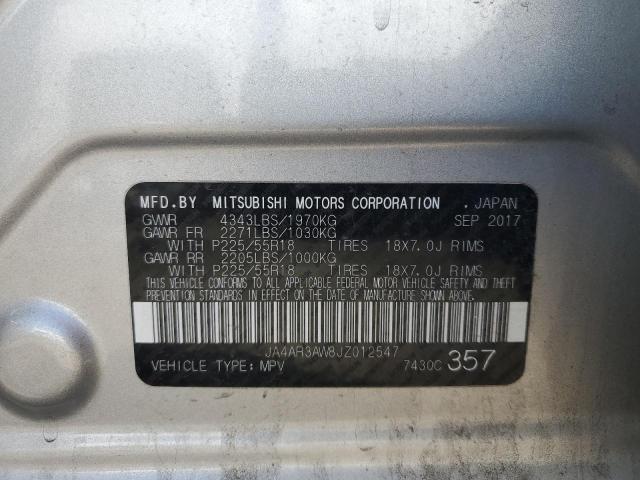 MFD.BY MITSUBISHI MOTORS CORPORATION . JAPAN
GVWR 4343LBS/1970KG SEP 2017
GAWR FR 2271LBS/1030KG
WITH P225/55R18 TIRES 18X7.0J RIMS
GAWR RR 2205LBS/1000KG
WITH P225/55R18 TIRES 18X7.0J RIMS
THIS VEHICLE CONFORMS TO ALL APPLICABLE FEDERAL MOTOR VEHICLE SAFETY AND THEFT
PREVENTION STANDARDS IN EFFECT ON THE DATE OF MANUFACTURE SHOWN ABOVE.
JA4AR3AW8JZ012547
VEHICLE TYPE: MPV 7430C 357